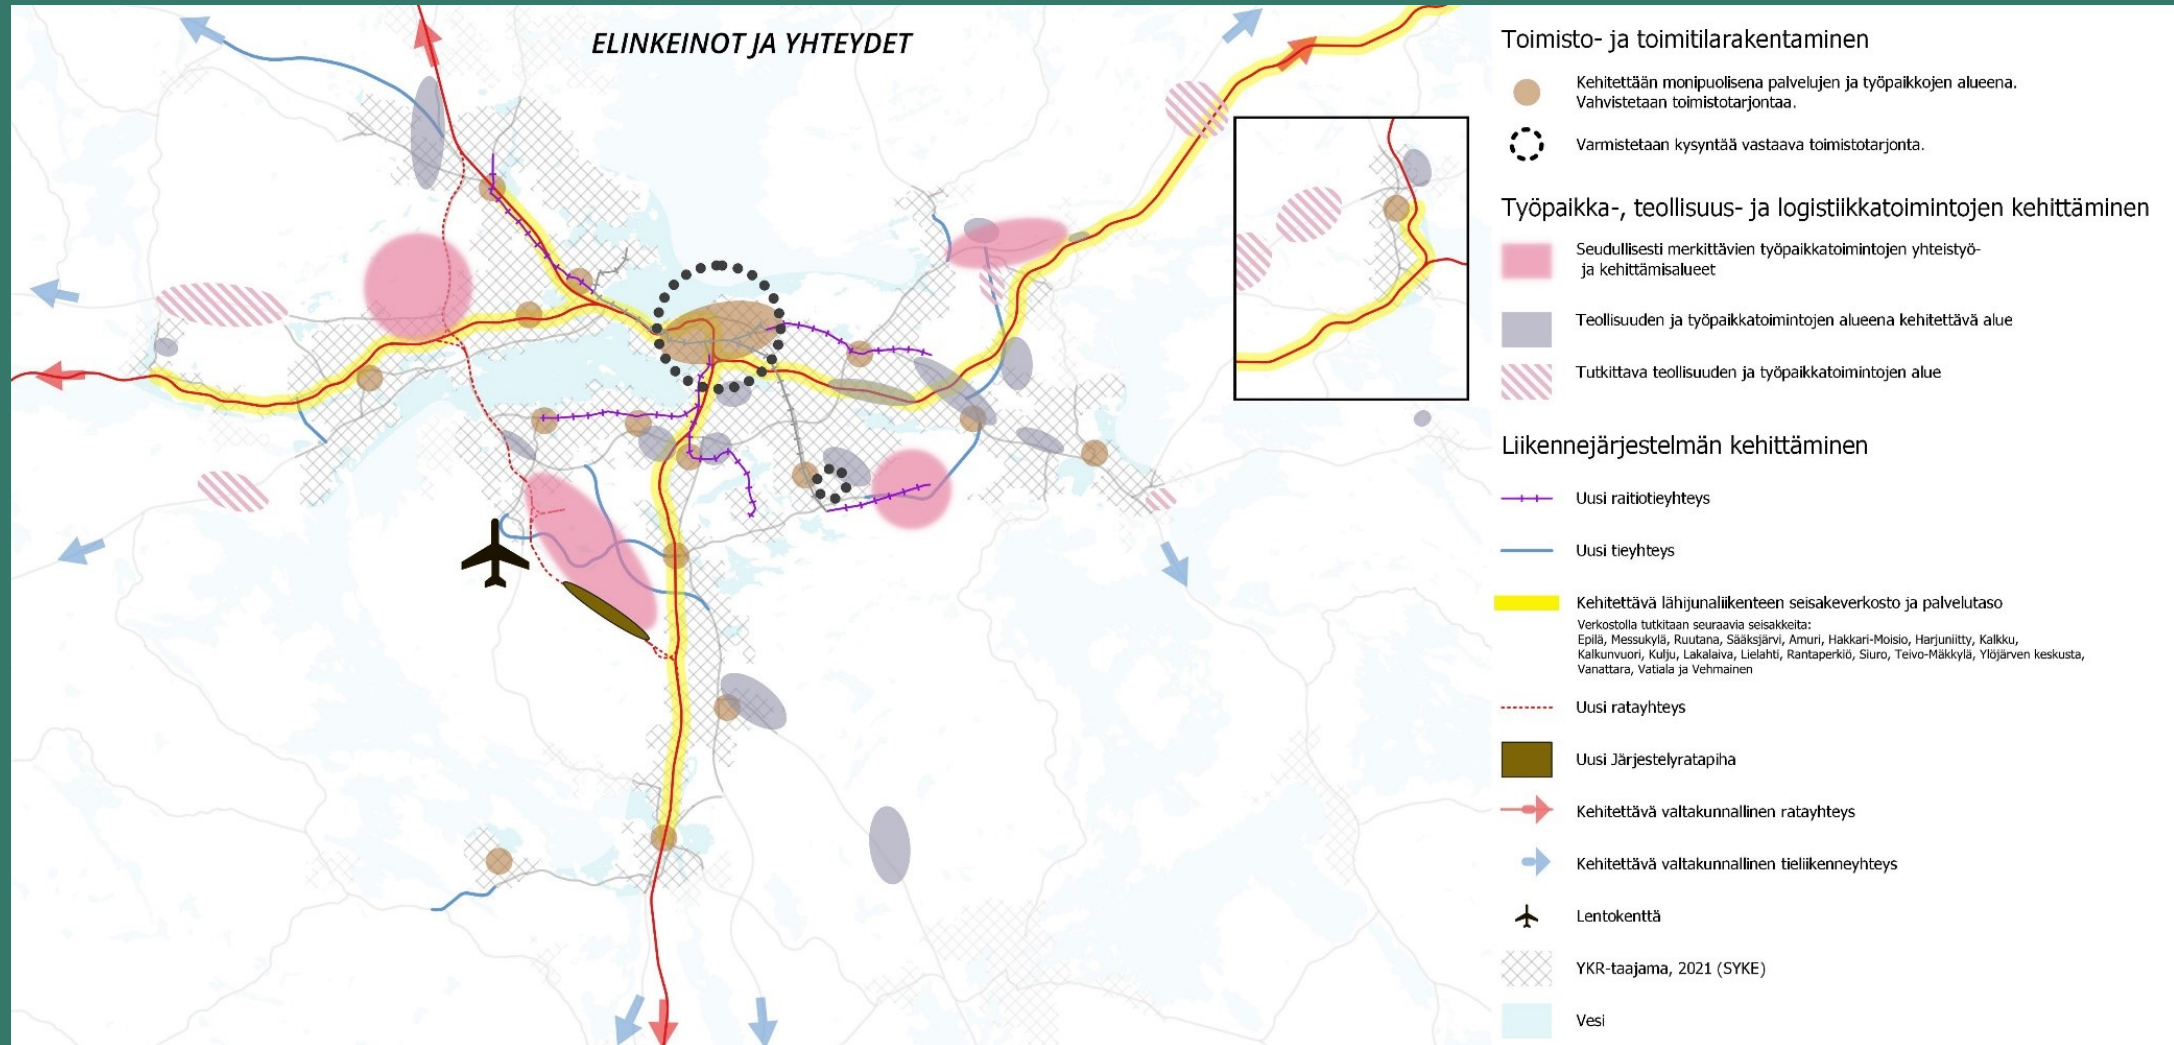 ELINKEINOT JA YHTEYDET
Toimisto- ja toimitilarakentaminen
Kehitettään monipuolisena palvelujen ja työpaikkojen alueena.
Vahvistetaan toimistotarjontaa.
Varmistetaan kysyntää vastaava toimistotarjonta.
Työpaikka-, teollisuus- ja logistiikkatoimintojen kehittäminen
Seudullisesti merkittävien työpaikkatoimintojen yhteistyö-
ja kehittämisalueet
Teollisuuden ja työpaikkatoimintojen alueena kehitettävä alue
Tutkittava teollisuuden ja työpaikkatoimintojen alue
Liikennejärjestelmän kehittäminen
Uusi raitiotieyhteys
Uusi tieyhteys
Kehitettävä lähijunaliikenteen seisakeverkosto ja palvelutaso
Verkostolla tutkitaan seuraavia seisakkeita:
Epilä, Messukylä, Ruutana, Sääksjärvi, Amuri, Hakkari-Moisio, Harjuniitty, Kalkku,
Kalkunvuori, Kulju, Lakalaiva, Lielahti, Rantaperkiö, Siuro, Teivo-Mäkkylä, Ylöjärven keskusta,
Vanattara, Vatiala ja Vehmainen
Uusi ratayhteys
Uusi Järjestelyratapiha
Kehitettävä valtakunnallinen ratayhteys
Kehitettävä valtakunnallinen tieliikenneyhteys
Lentokenttä
YKR-taajama, 2021 (SYKE)
Vesi